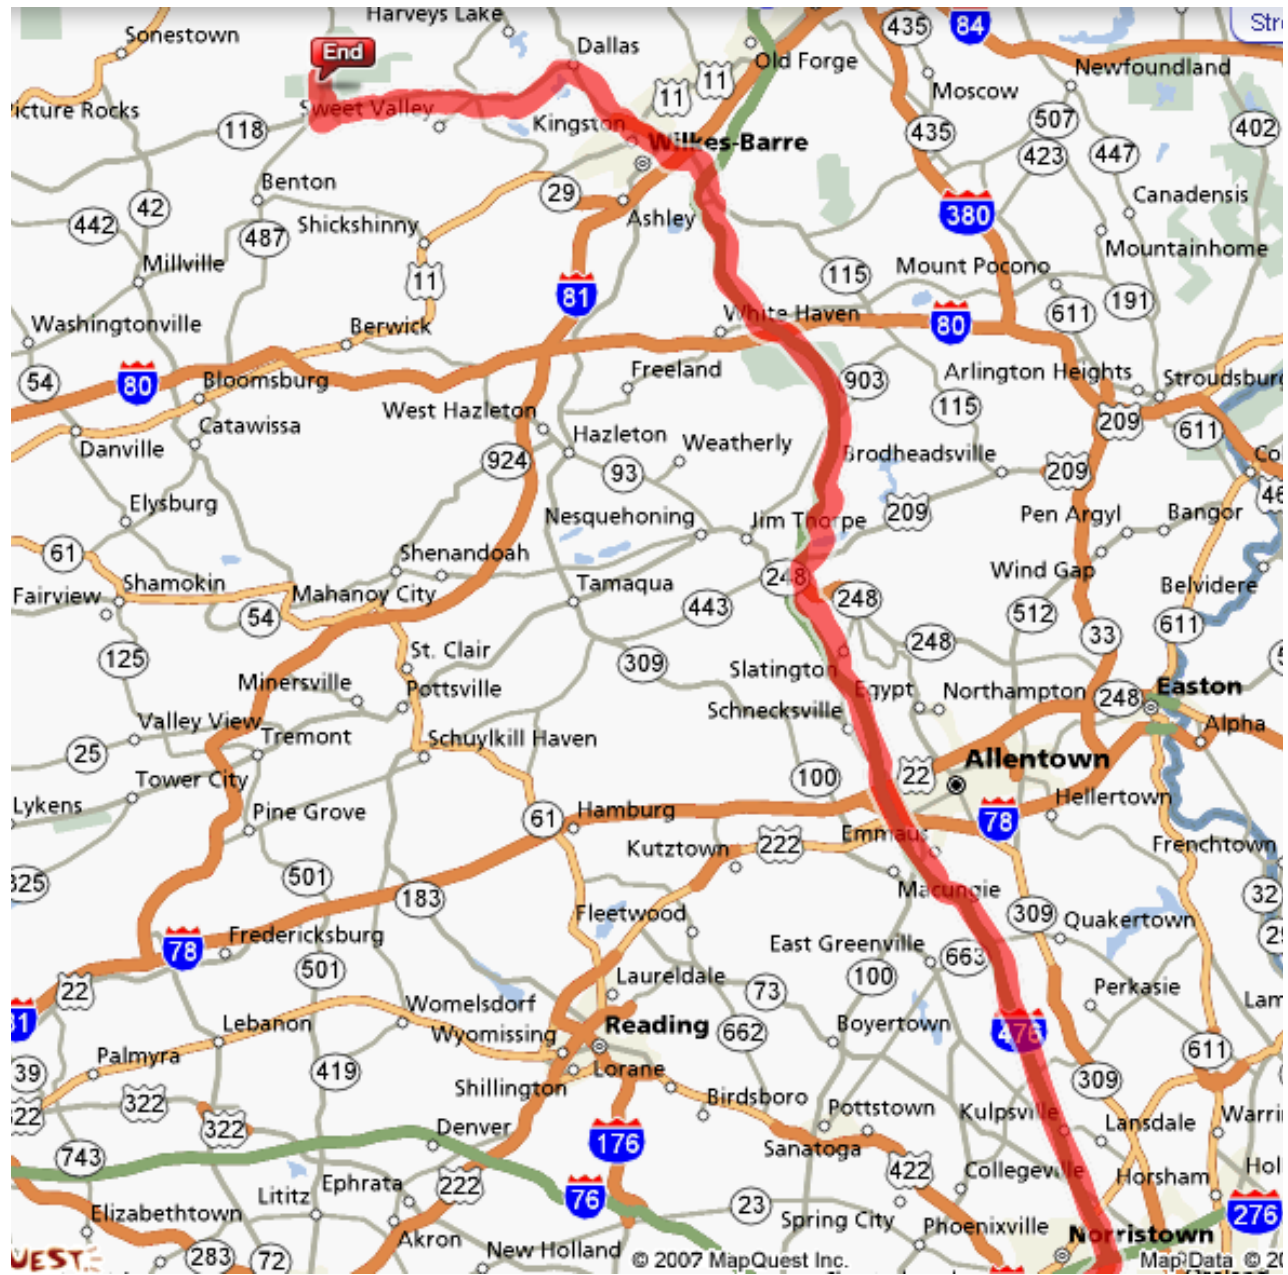 Harveys Lake
Sonestown
End
Dallas
435
84
Old Forge
11
11
Newfoundland
Moscow
Sweet Valley
118
Kingston
Wilkes-Barre
435
507
402
423
447
Benton
29
Canadensis
42
Ashley
380
442
Shickshinny
487
Mountainhome
Millville
11
115
Mount Pocono
81
191
White Haven
611
Washingtonville
Berwick
80
54
80
Bloomsburg
Freeland
903
Arlington Heights
West Hazleton
115
209
Catawissa
Hazleton
Weatherly
611
Danville
924
93
Brodheadsville
209
Elysburg
Nesquehoning
Jim Thorpe
209
Pen Argyl
Bangor
61
Shenandoah
248
Wind Gap
Belvidere
Fairview
Shamokin
Mahanoy City
Tamaqua
443
248
54
512
33
611
125
St. Clair
309
Slatington
248
Minersville
Pottsville
Egypt
Northampton
248
Easton
Valley View
Schnecksville
Alpha
25
Tremont
Schuylkill Haven
Allentown
Tower City
100
22
Lykens
Pine Grove
61
Hamburg
78
Hellertown
Emmaus
Kutztown
222
Frenchtown
501
183
Macungie
32
Fleetwood
309
Quakertown
78
Fredericksburg
East Greenville
663
501
100
22
Laureldale
73
Perkasie
Womelsdorf
476
Lebanon
Wyomissing
Reading
662
Boyertown
611
Palmyra
39
419
Lorane
309
322
Shillington
Birdsboro
Pottstown
Kulpsville
Lansdale
322
Denver
176
Sanatoga
743
222
76
422
Collegeville
Horsham
Lititz
Ephrata
23
Spring City
276
Elizabethtown
Phoenixville
Norristown
283
72
Akron
New Holland
© 2007 MapQuest Inc.
Map Data